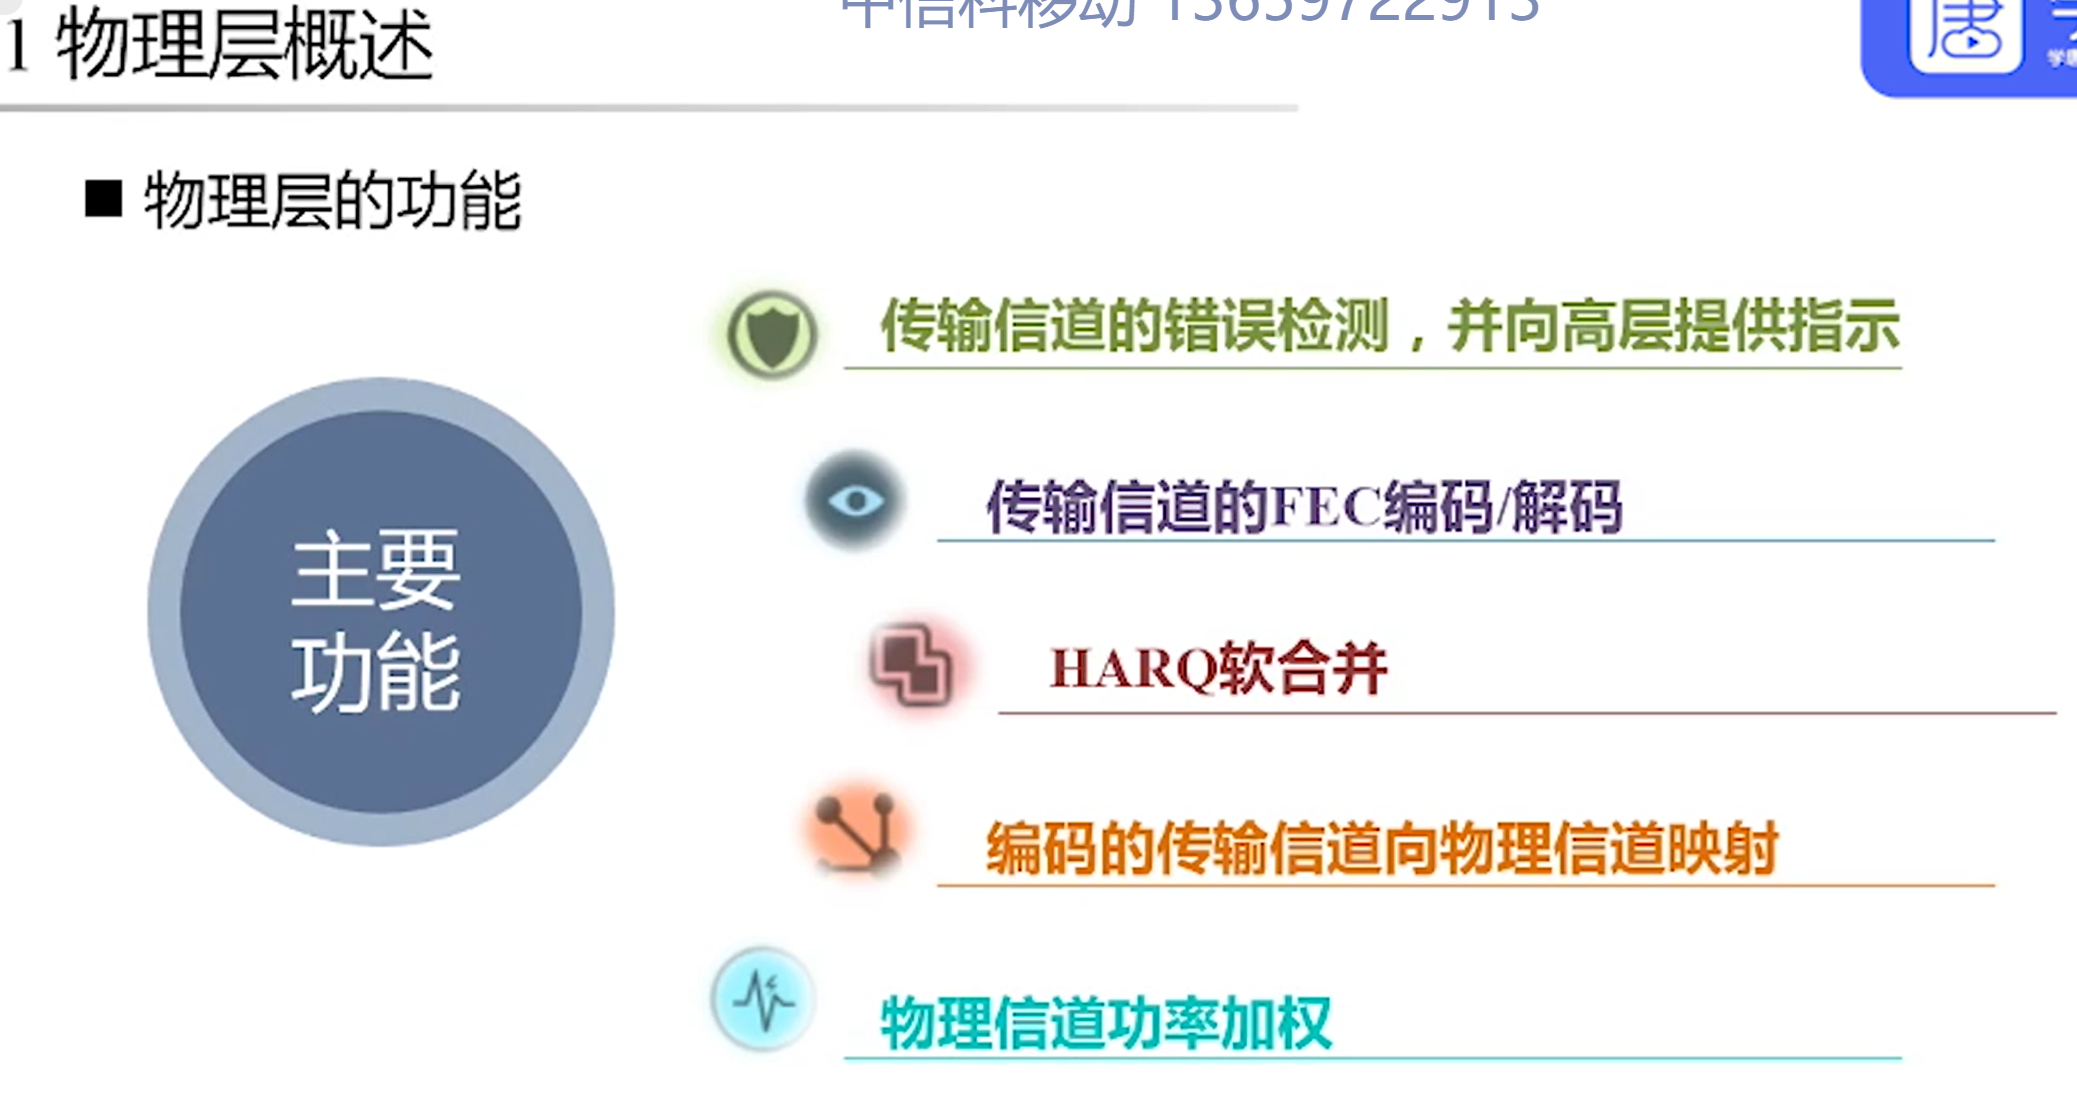 中信科移动 13659722915
1 物理层概述
■ 物理层的功能
传输信道的错误检测，并向高层提供指示
传输信道的FEC编码/解码
主要
功能
HARQ软合并
编码的传输信道向物理信道映射
物理信道功率加权